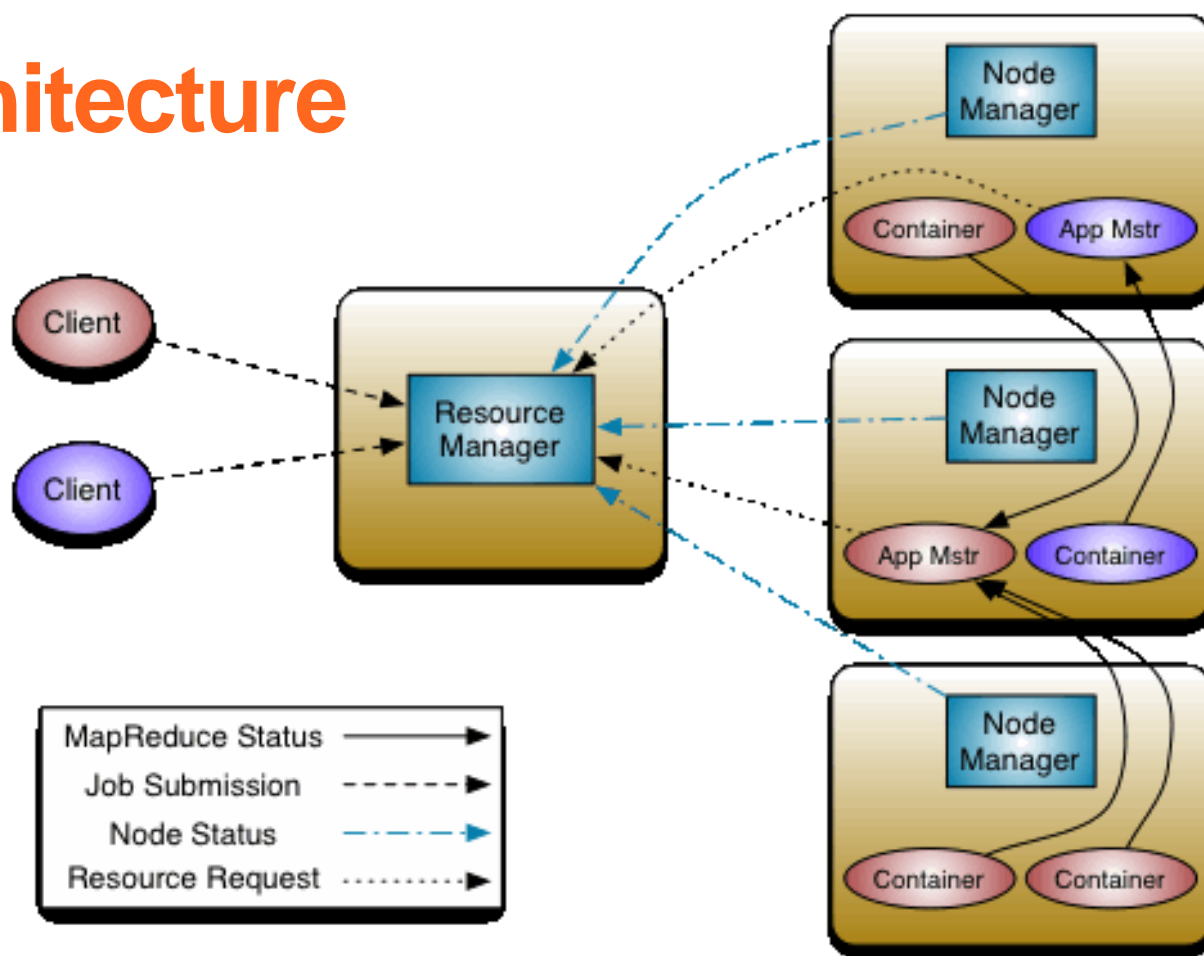 hitecture
Node
Manager
Container
App Mstr
Client
Resource
Manager
Node
Manager
Client
App Mstr
Container
MapReduce Status
Job Submission
Node Status
Resource Request
Node
Manager
Container
Container